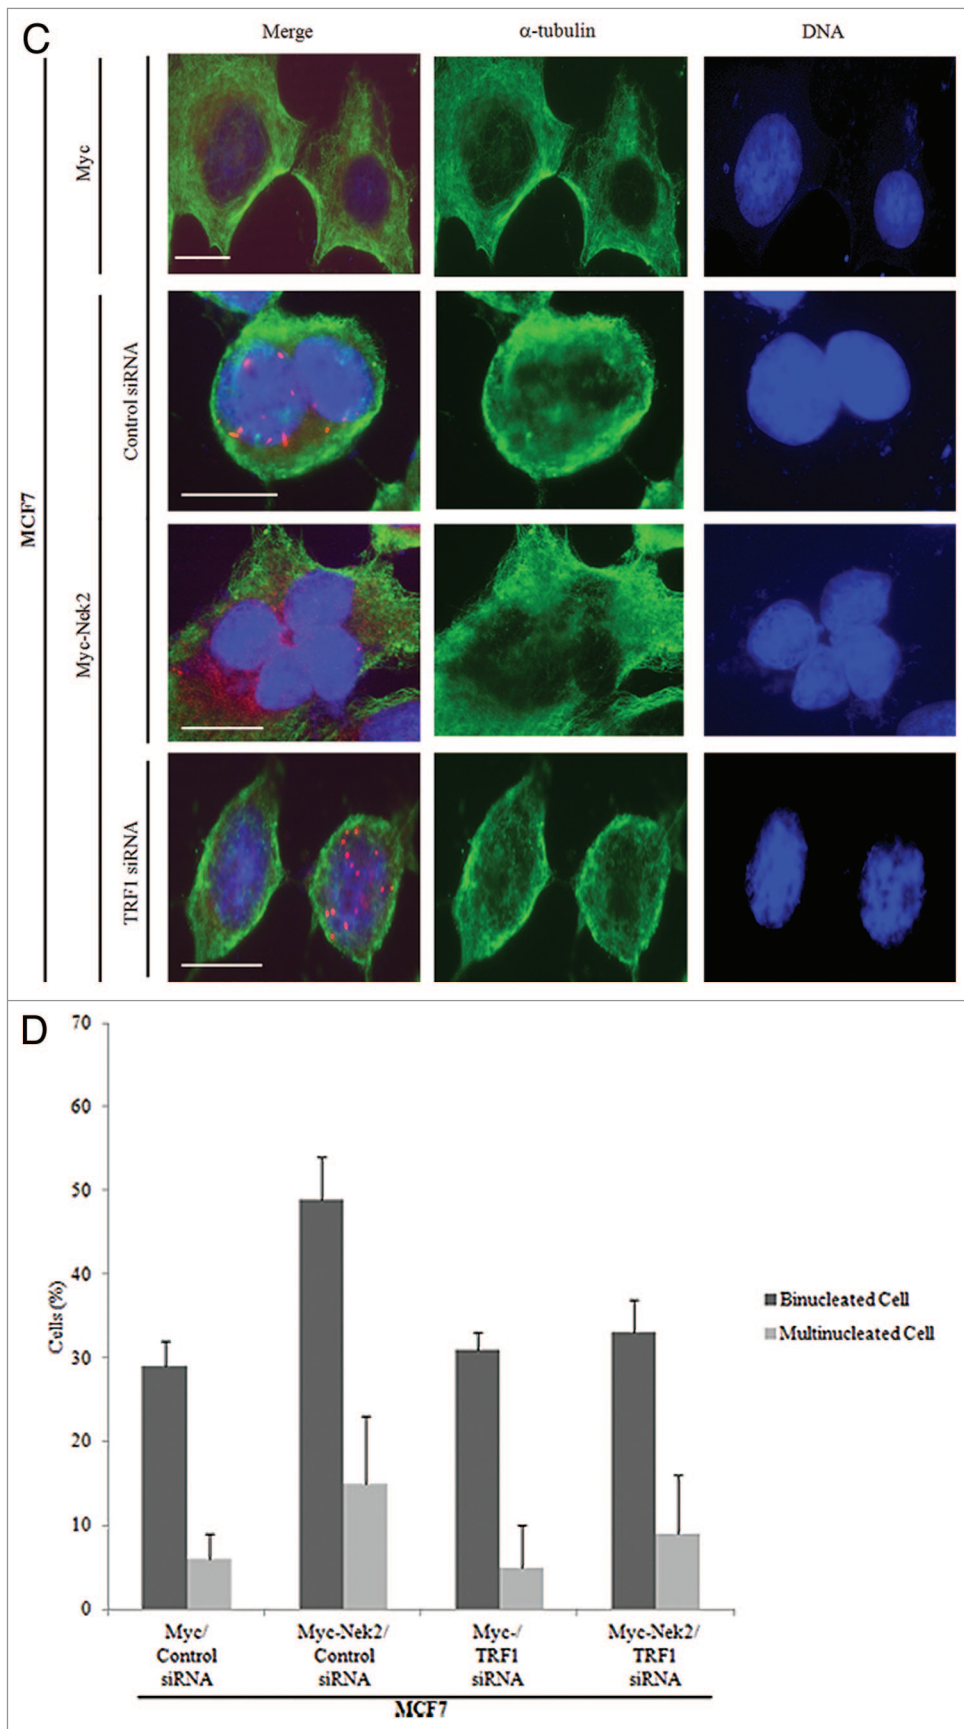 C
Merge
α-tubulin
DNA
MCF7
Myc
Myc-Nek2
Control siRNA
TRF1 siRNA
D
70
60
50
40
30
20
10
0
Cells (%)
Binucleated Cell
Multinucleated Cell
Myc/
Control
siRNA
Myc-Nek2/
Control
siRNA
Myc-/
TRF1
siRNA
Myc-Nek2/
TRF1
siRNA
MCF7